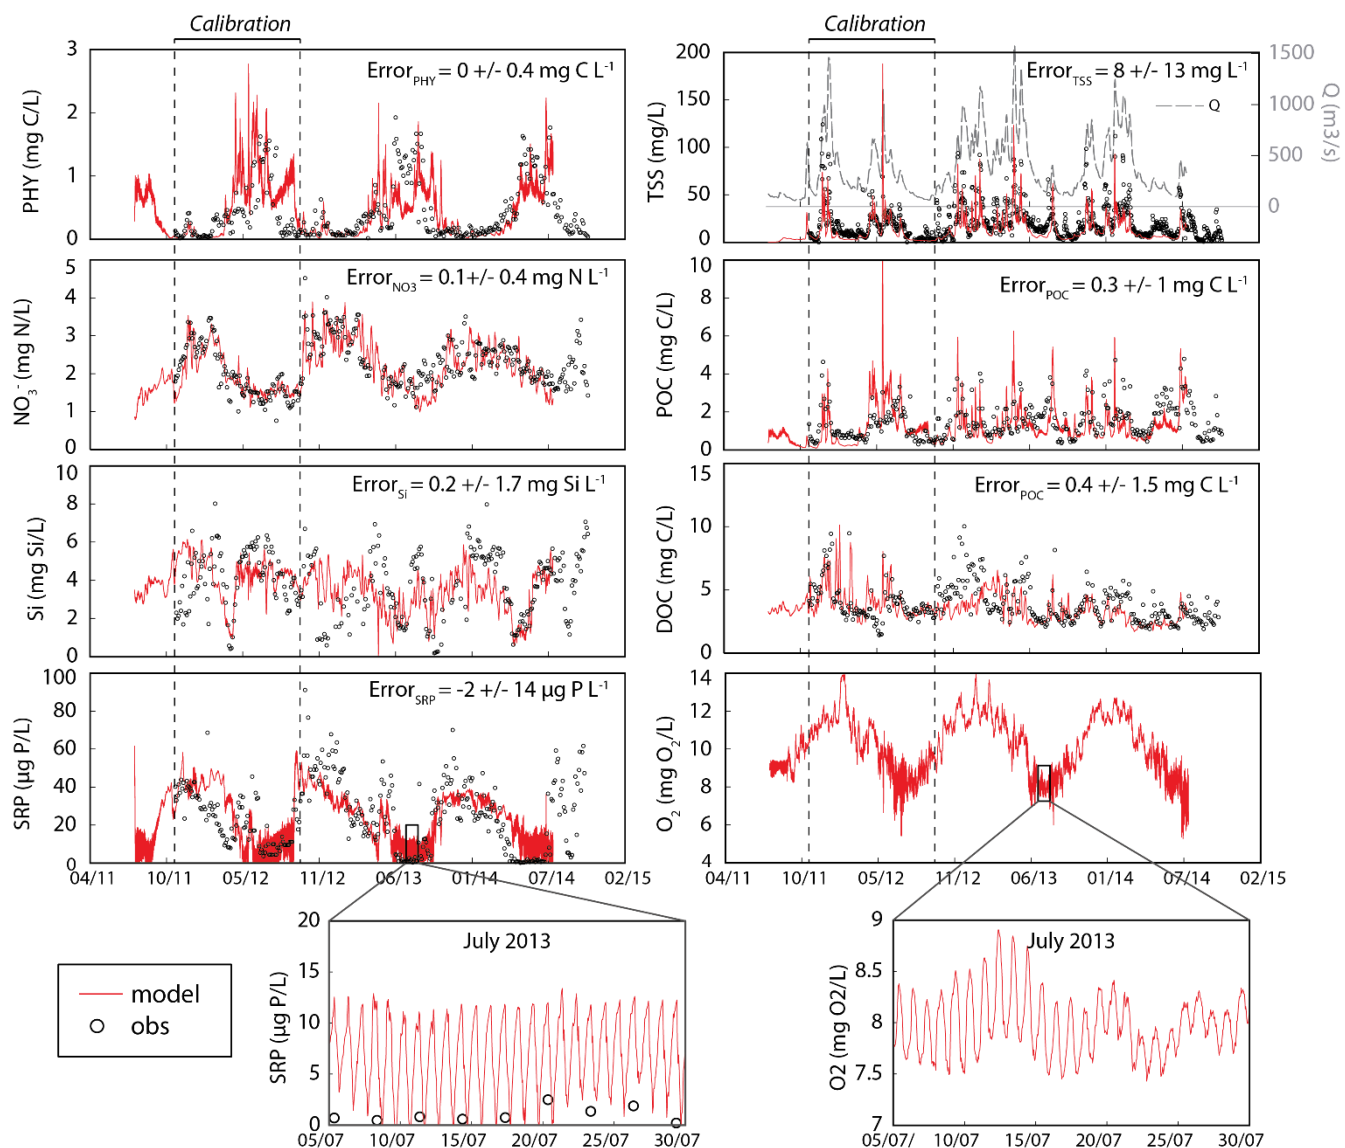 Calibration
3
2
1
0
PHY (mg C/L)
Error_PHY = 0 +/- 0.4 mg C L⁻¹
5
4
3
2
1
0
NO₃⁻ (mg N/L)
Error_NO3 = 0.1+/- 0.4 mg N L⁻¹
10
8
6
4
2
0
Si (mg Si/L)
Error_Si = 0.2 +/- 1.7 mg Si L⁻¹
100
80
60
40
20
0
SRP (µg P/L)
Error_SRP = -2 +/- 14 µg P L⁻¹
04/11 10/11 05/12 11/12 06/13 01/14 07/14 02/15
Calibration
200
150
100
50
0
TSS (mg/L)
Error_TSS = 8 +/- 13 mg L⁻¹
Q
1500
1000
500
0
Q (m3/s)
10
8
6
4
2
0
POC (mg C/L)
Error_POC = 0.3 +/- 1 mg C L⁻¹
15
10
5
0
DOC (mg C/L)
Error_POC = 0.4 +/- 1.5 mg C L⁻¹
14
12
10
8
6
4
O₂ (mg O₂/L)
04/11 10/11 05/12 11/12 06/13 01/14 07/14 02/15
model
obs
July 2013
20
15
10
5
0
SRP (µg P/L)
05/07 10/07 15/07 20/07 25/07 30/07
July 2013
9
8.5
8
7.5
7
O2 (mg O2/L)
05/07/ 10/07 15/07 20/07 25/07 30/07